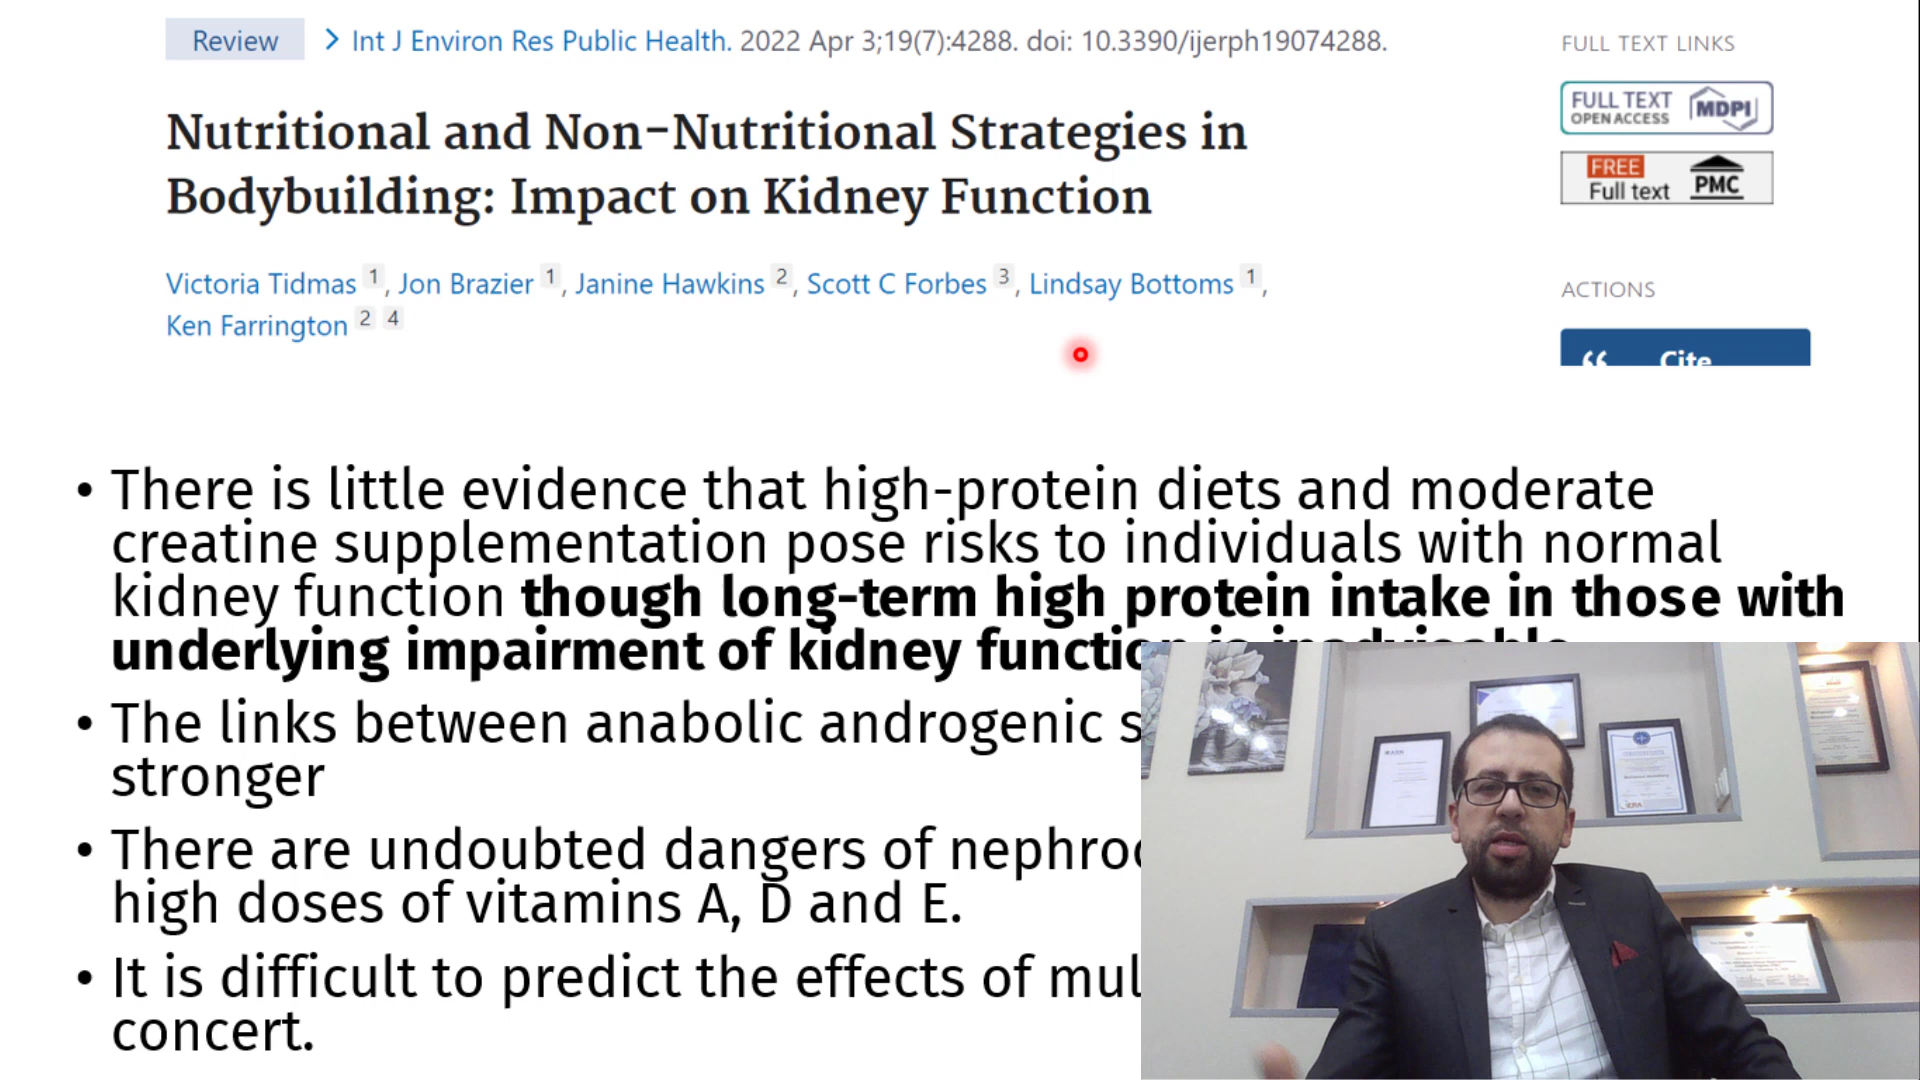 Review > Int J Environ Res Public Health. 2022 Apr 3;19(7):4288. doi: 10.3390/ijerph19074288.
FULL TEXT LINKS
FULL TEXT
OPEN ACCESS MDPI
FREE
Full text PMC
Nutritional and Non-Nutritional Strategies in
Bodybuilding: Impact on Kidney Function
Victoria Tidmas 1, Jon Brazier 1, Janine Hawkins 2, Scott C Forbes 3, Lindsay Bottoms 1,
Ken Farrington 2 4
ACTIONS
Cite
• There is little evidence that high-protein diets and moderate
creatine supplementation pose risks to individuals with normal
kidney function though long-term high protein intake in those with
underlying impairment of kidney function is inadvisable
• The links between anabolic androgenic s
stronger
• There are undoubted dangers of nephro
high doses of vitamins A, D and E.
• It is difficult to predict the effects of mul
concert.